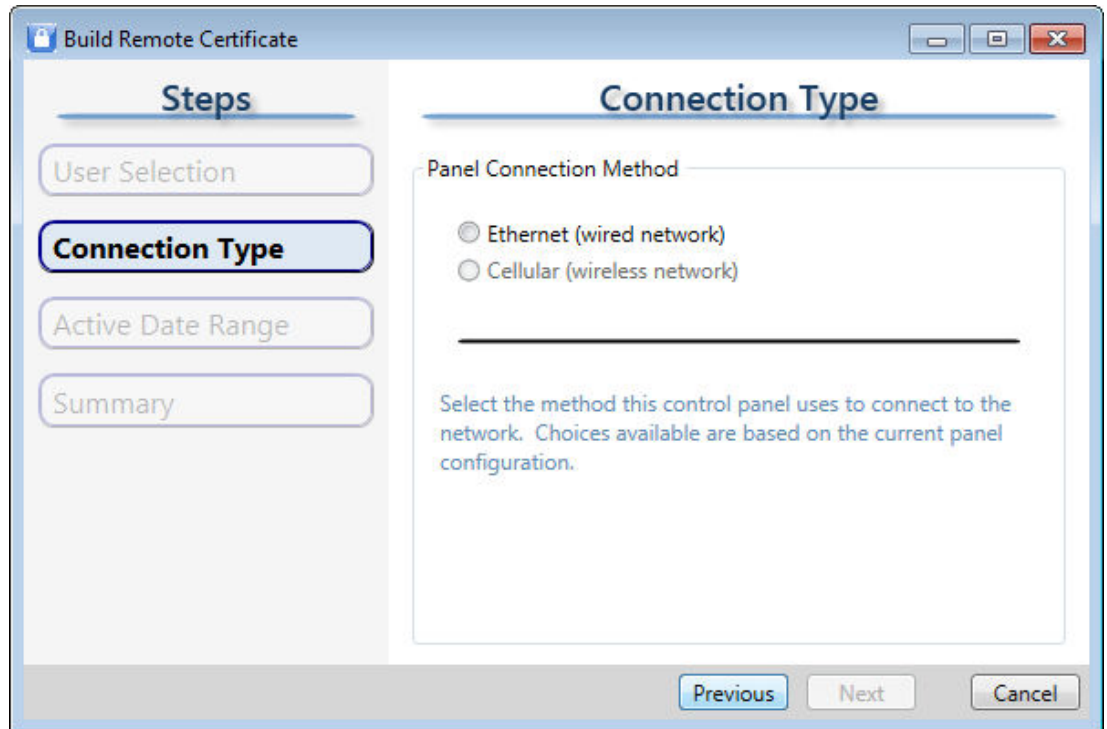 Build Remote Certificate
Steps
User Selection
Connection Type
Active Date Range
Summary
Connection Type
Panel Connection Method
Ethernet (wired network)
Cellular (wireless network)
Select the method this control panel uses to connect to the
network.  Choices available are based on the current panel
configuration.
Previous
Next
Cancel